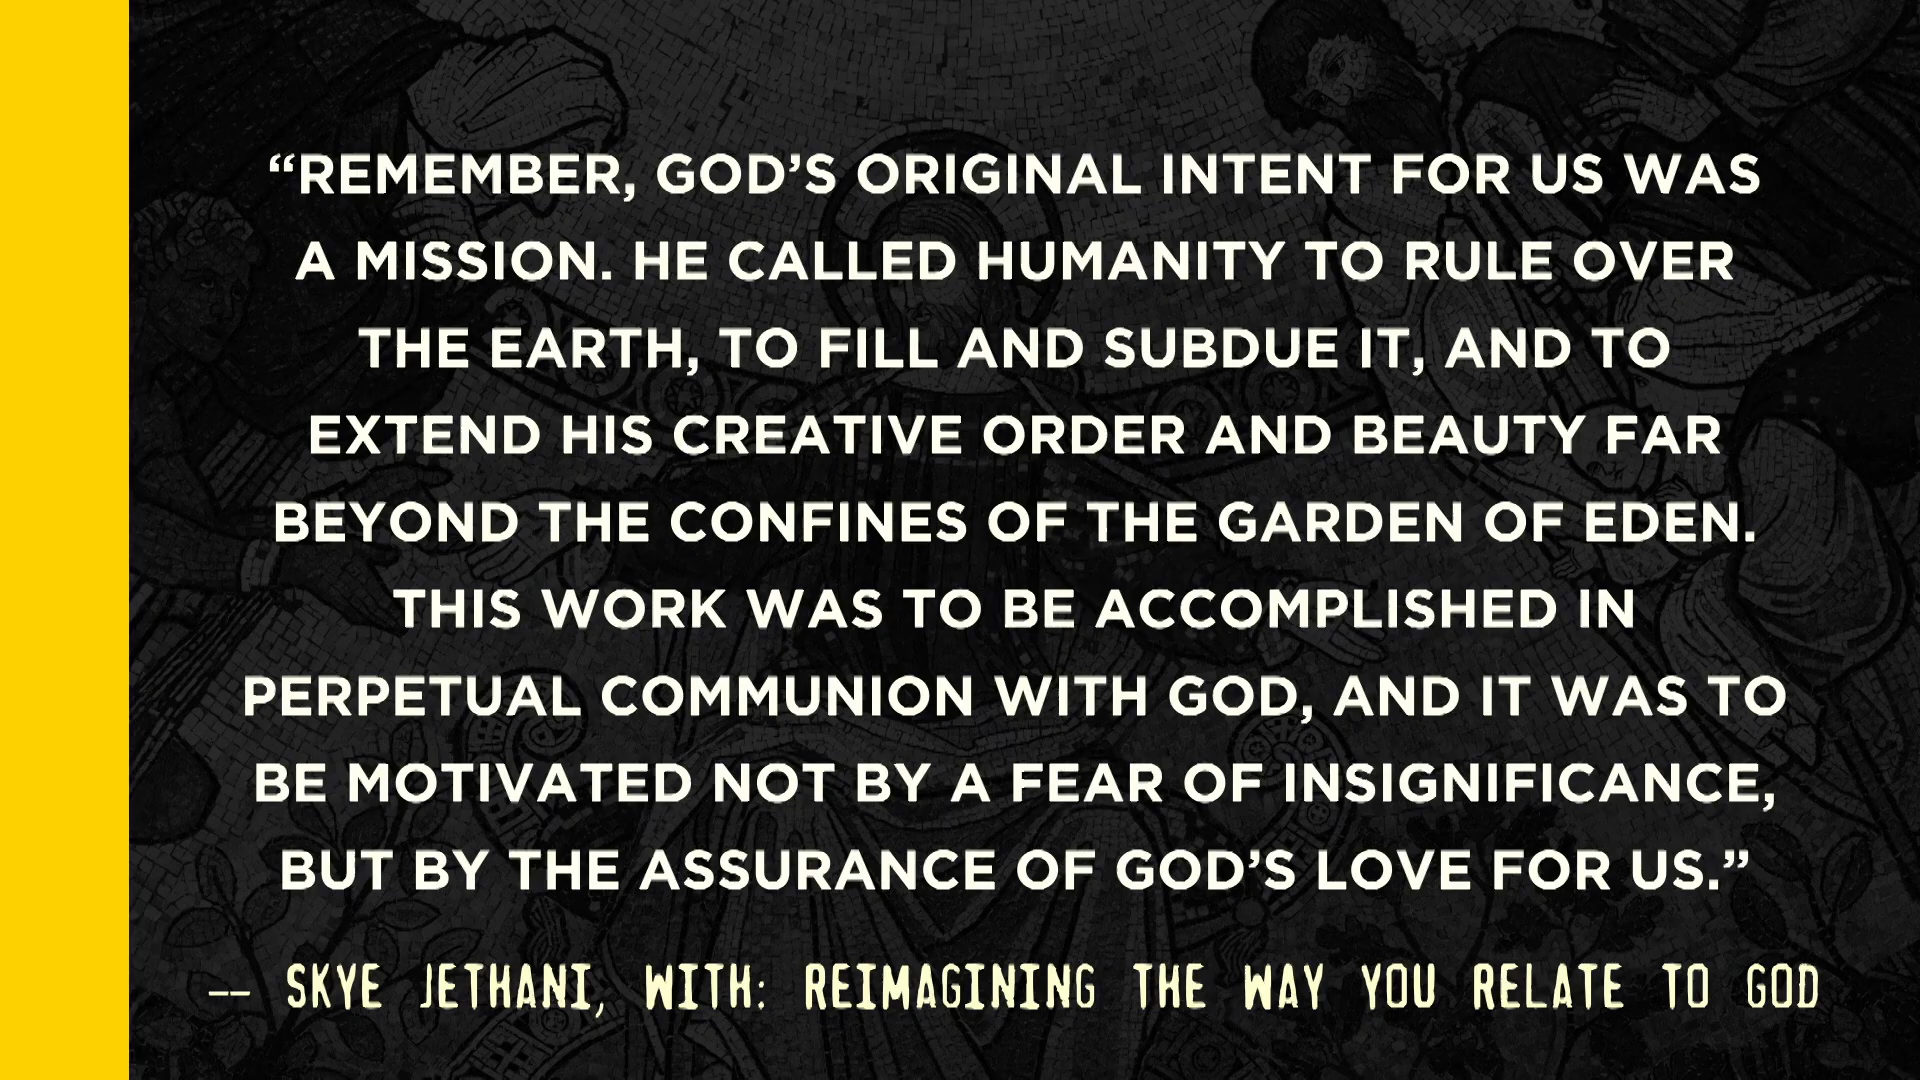 “REMEMBER, GOD’S ORIGINAL INTENT FOR US WAS
A MISSION. HE CALLED HUMANITY TO RULE OVER
THE EARTH, TO FILL AND SUBDUE IT, AND TO
EXTEND HIS CREATIVE ORDER AND BEAUTY FAR
BEYOND THE CONFINES OF THE GARDEN OF EDEN.
THIS WORK WAS TO BE ACCOMPLISHED IN
PERPETUAL COMMUNION WITH GOD, AND IT WAS TO
BE MOTIVATED NOT BY A FEAR OF INSIGNIFICANCE,
BUT BY THE ASSURANCE OF GOD’S LOVE FOR US.”
-- SKYE JETHANI, WITH: REIMAGINING THE WAY YOU RELATE TO GOD